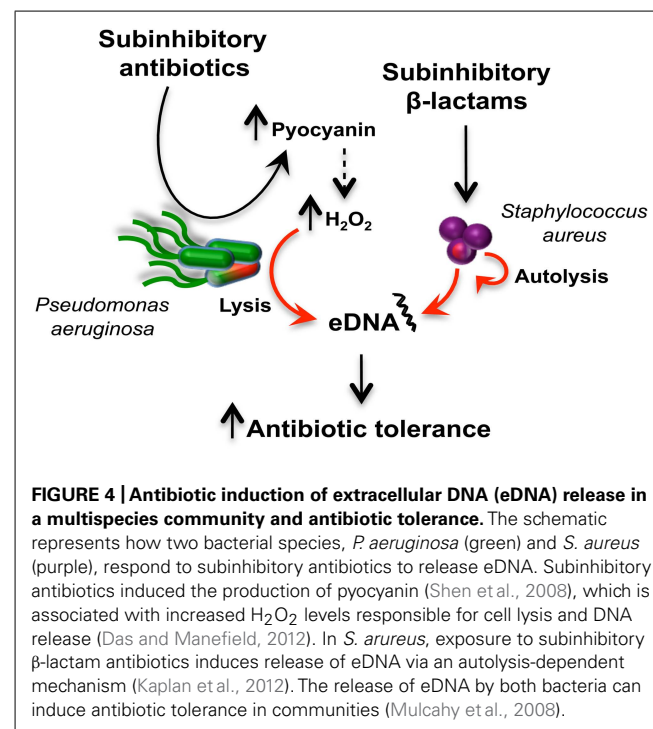 Subinhibitory
antibiotics
Subinhibitory
β-lactams
Pyocyanin
H₂O₂
Staphylococcus
aureus
Autolysis
Pseudomonas
aeruginosa
Lysis
eDNA
Antibiotic tolerance
FIGURE 4 | Antibiotic induction of extracellular DNA (eDNA) release in
a multispecies community and antibiotic tolerance. The schematic
represents how two bacterial species, P. aeruginosa (green) and S. aureus
(purple), respond to subinhibitory antibiotics to release eDNA. Subinhibitory
antibiotics induced the production of pyocyanin (Shen et al., 2008), which is
associated with increased H₂O₂ levels responsible for cell lysis and DNA
release (Das and Manefield, 2012). In S. arureus, exposure to subinhibitory
β-lactam antibiotics induces release of eDNA via an autolysis-dependent
mechanism (Kaplan et al., 2012). The release of eDNA by both bacteria can
induce antibiotic tolerance in communities (Mulcahy et al., 2008).